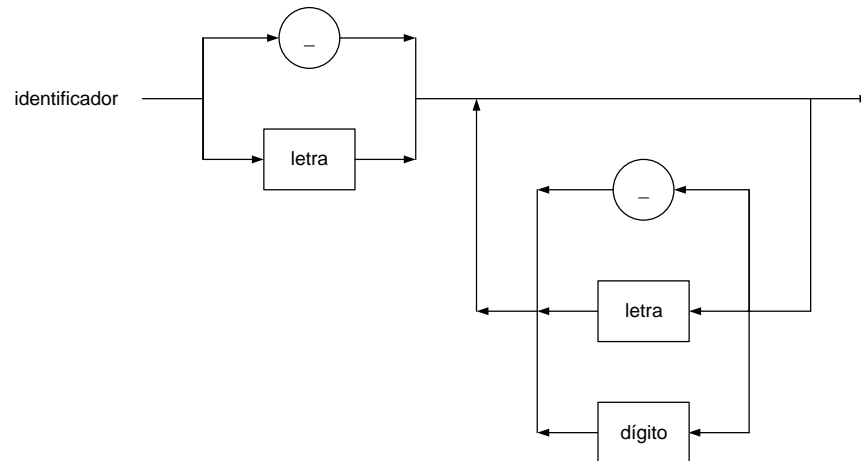 _
identificador
letra
_
letra
dígito